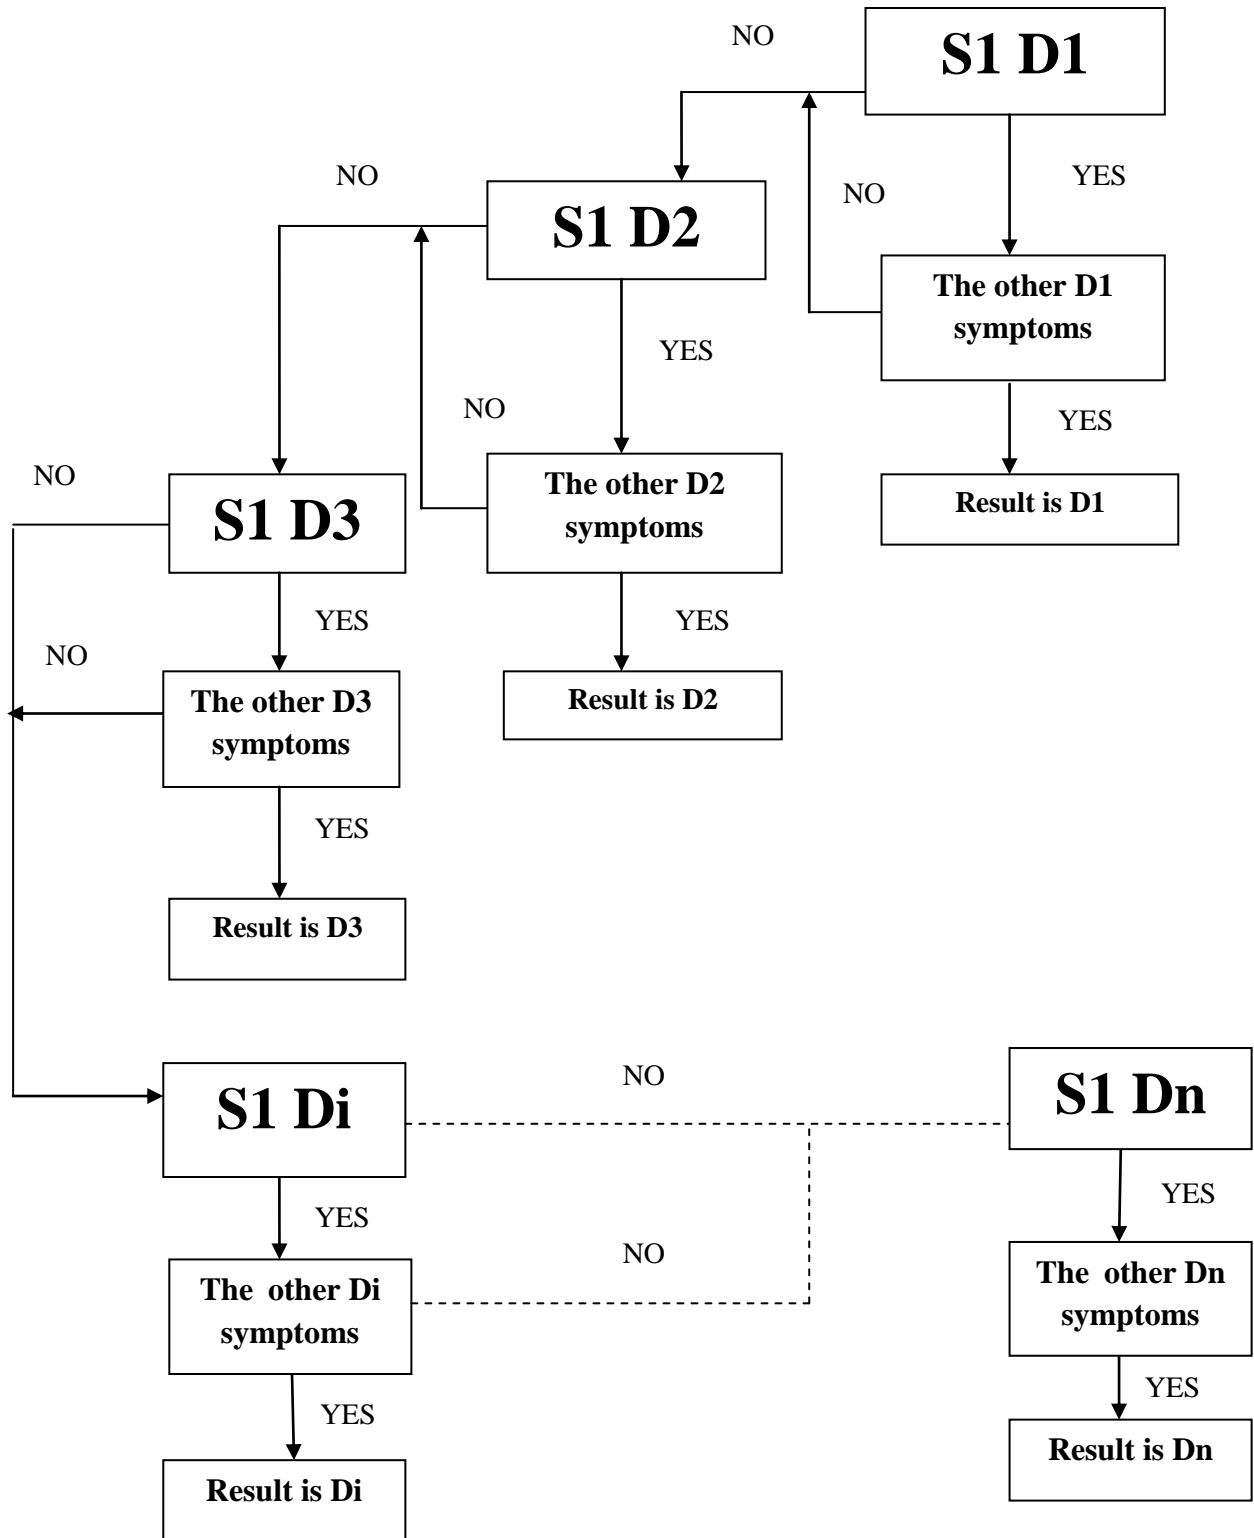 NO
S1 D1
YES
NO
NO
S1 D2
The other D1
symptoms
YES
YES
NO
NO
The other D2
symptoms
Result is D1
S1 D3
YES
YES
NO
The other D3
symptoms
Result is D2
YES
Result is D3
NO
S1 Di
S1 Dn
YES
YES
NO
The other Di
symptoms
The other Dn
symptoms
YES
YES
Result is Di
Result is Dn